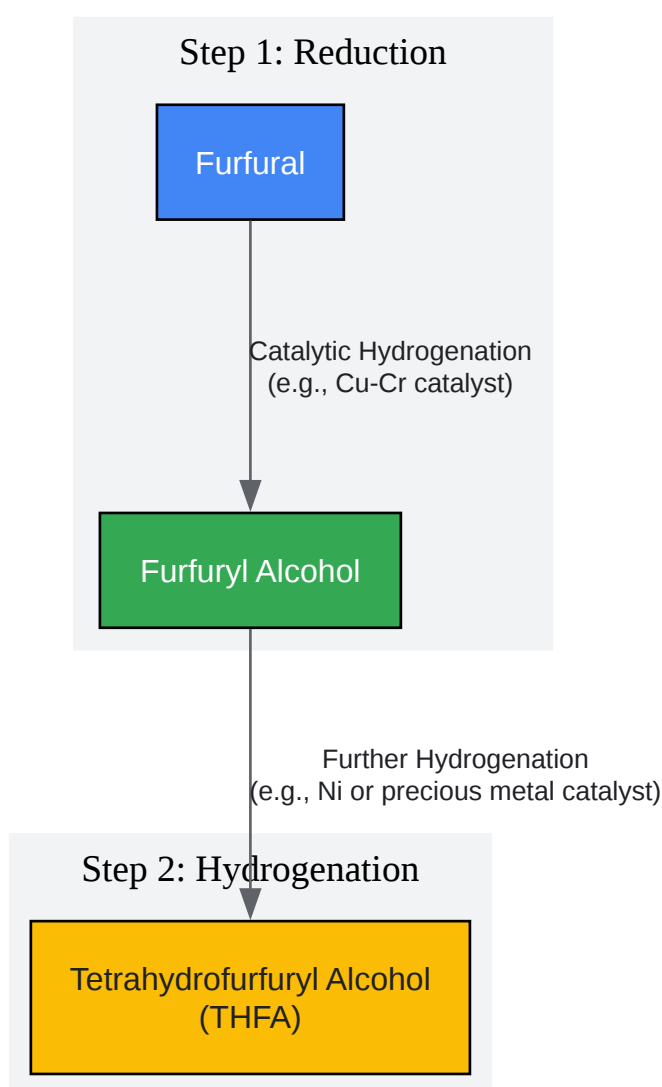 Step 1: Reduction
Furfural
Catalytic Hydrogenation
(e.g., Cu-Cr catalyst)
Furfuryl Alcohol
Further Hydrogenation
(e.g., Ni or precious metal catalyst)
Step 2: Hydrogenation
Tetrahydrofurfuryl Alcohol
(THFA)